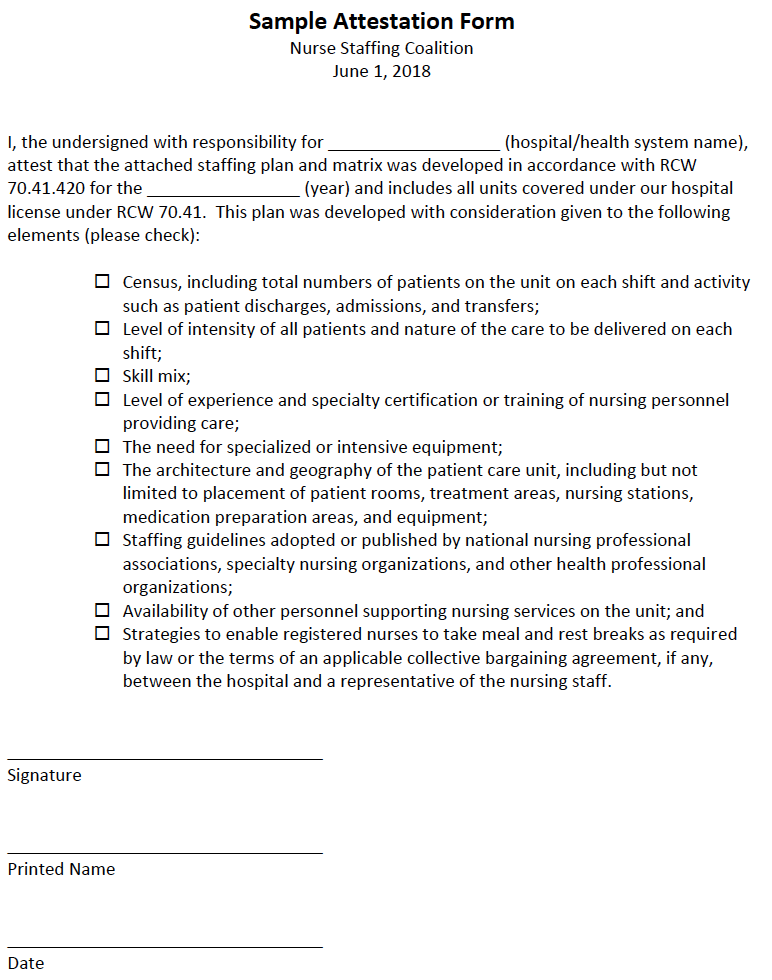 Sample Attestation Form
Nurse Staffing Coalition
June 1, 2018
I, the undersigned with responsibility for ___________________ (hospital/health system name),
attest that the attached staffing plan and matrix was developed in accordance with RCW
70.41.420 for the _________________ (year) and includes all units covered under our hospital
license under RCW 70.41.  This plan was developed with consideration given to the following
elements (please check):
☐ Census, including total numbers of patients on the unit on each shift and activity
such as patient discharges, admissions, and transfers;
☐ Level of intensity of all patients and nature of the care to be delivered on each
shift;
☐ Skill mix;
☐ Level of experience and specialty certification or training of nursing personnel
providing care;
☐ The need for specialized or intensive equipment;
☐ The architecture and geography of the patient care unit, including but not
limited to placement of patient rooms, treatment areas, nursing stations,
medication preparation areas, and equipment;
☐ Staffing guidelines adopted or published by national nursing professional
associations, specialty nursing organizations, and other health professional
organizations;
☐ Availability of other personnel supporting nursing services on the unit; and
☐ Strategies to enable registered nurses to take meal and rest breaks as required
by law or the terms of an applicable collective bargaining agreement, if any,
between the hospital and a representative of the nursing staff.
___________________________________
Signature
___________________________________
Printed Name
___________________________________
Date